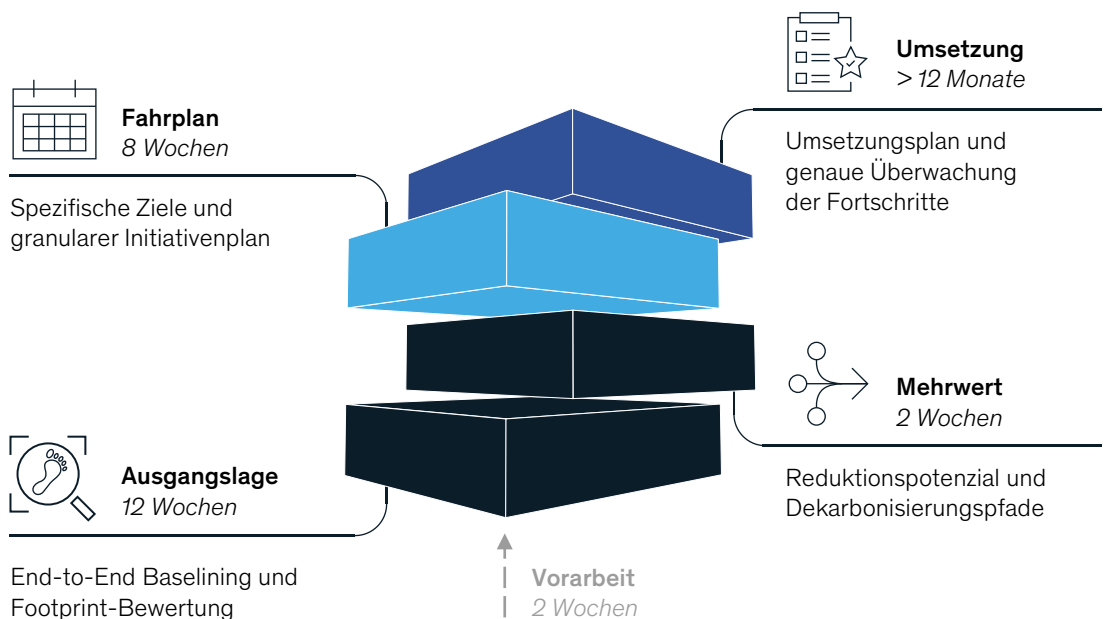 Umsetzung
> 12 Monate
Umsetzungsplan und
genaue Überwachung
der Fortschritte
Fahrplan
8 Wochen
Spezifische Ziele und
granularer Initiativenplan
Mehrwert
2 Wochen
Reduktionspotenzial und
Dekarbonisierungspfade
Ausgangslage
12 Wochen
End-to-End Baselining und
Footprint-Bewertung
Vorarbeit
2 Wochen